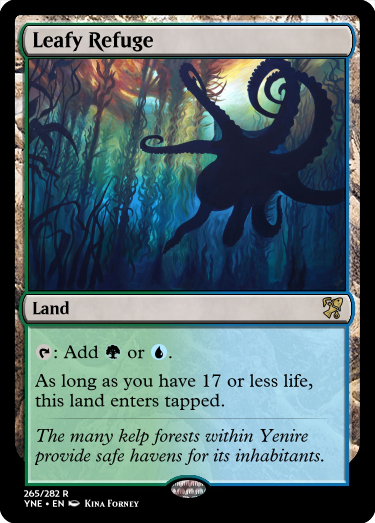 Leafy Refuge
Land
: Add or .
As long as you have 17 or less life,
this land enters tapped.
The many kelp forests within Yenire
provide safe havens for its inhabitants.
265/282 R
YNE • EN Kina Forney